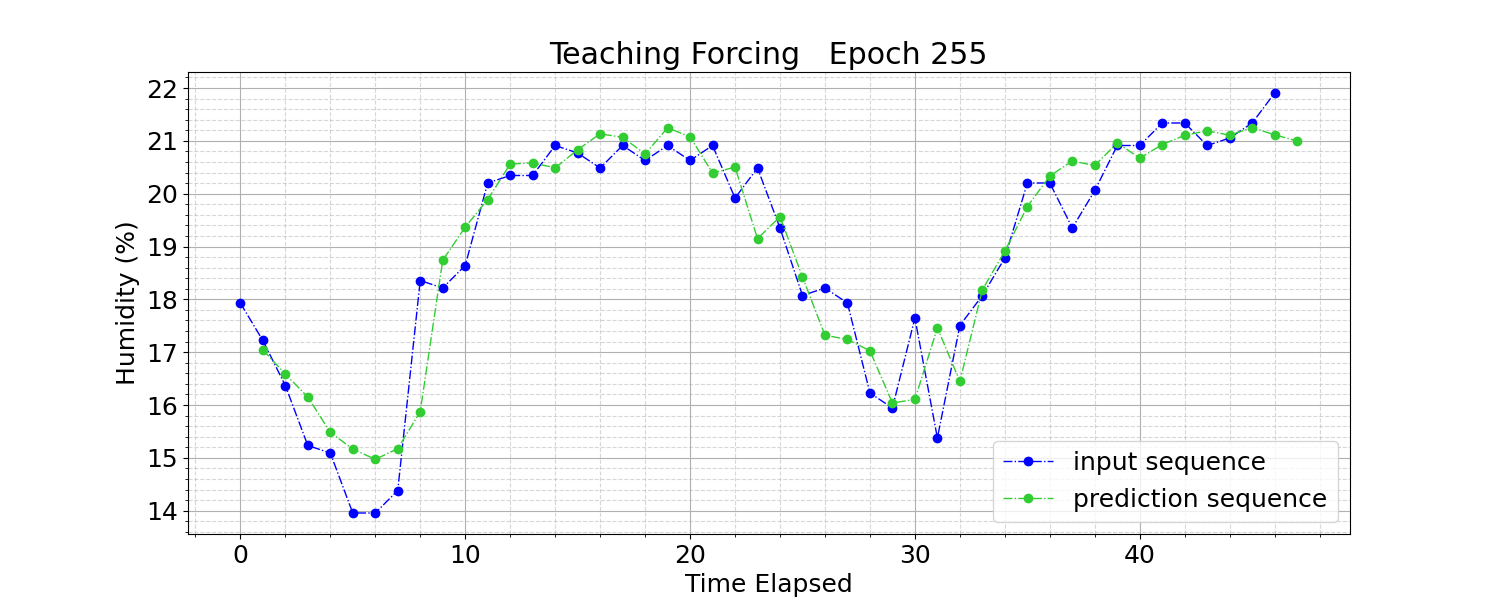 Teaching Forcing   Epoch 255
Humidity (%)
22
21
20
19
18
17
16
15
14
input sequence
prediction sequence
0 10 20 30 40
Time Elapsed